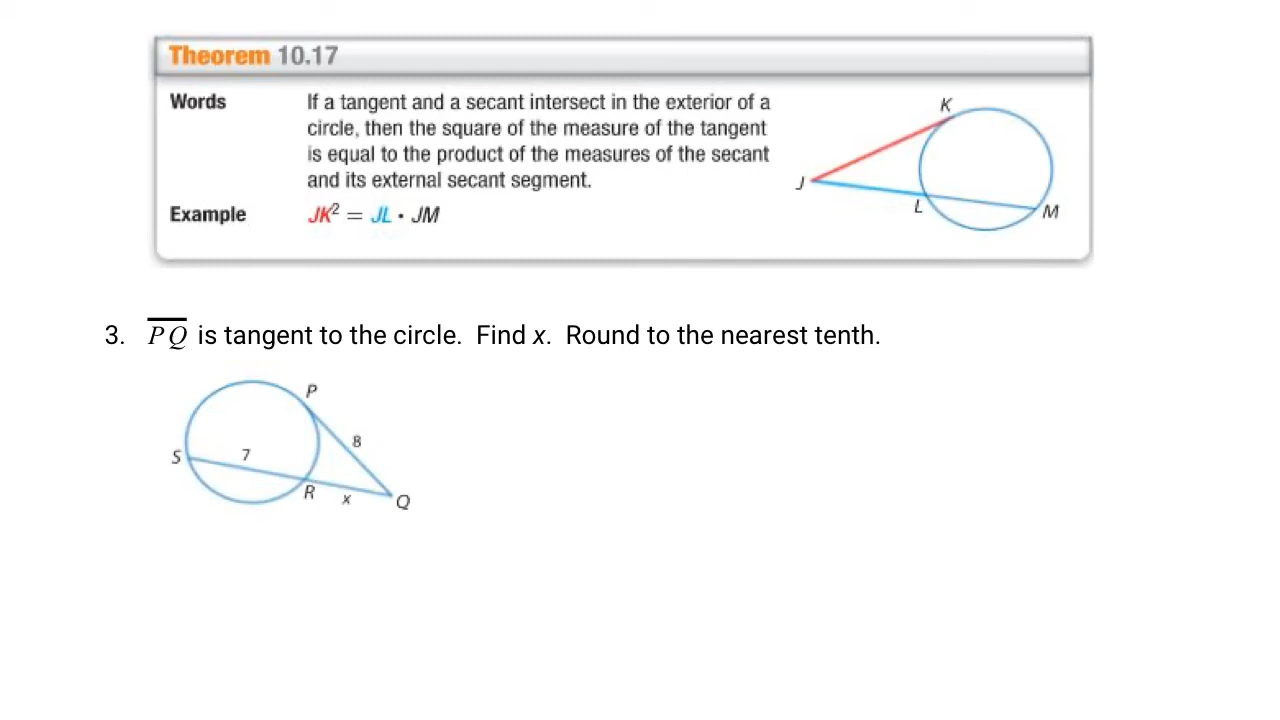 Theorem 10.17
Words
If a tangent and a secant intersect in the exterior of a
circle, then the square of the measure of the tangent
is equal to the product of the measures of the secant
and its external secant segment.
Example
JK² = JL • JM
K
J
L
M
3. PQ is tangent to the circle. Find x. Round to the nearest tenth.
P
8
S
7
R
x
Q